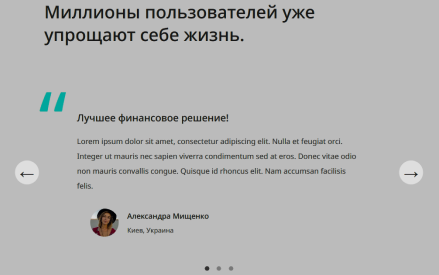 Миллионы пользователей уже
упрощают себе жизнь.
“
Лучшее финансовое решение!
Lorem ipsum dolor sit amet, consectetur adipiscing elit. Nulla et feugiat orci.
Integer ut mauris nec sapien viverra condimentum sed at eros. Donec vitae odio
non mauris convallis congue. Quisque id rhoncus elit. Nam accumsan facilisis
felis.
← →
Александра Мищенко
Киев, Украина